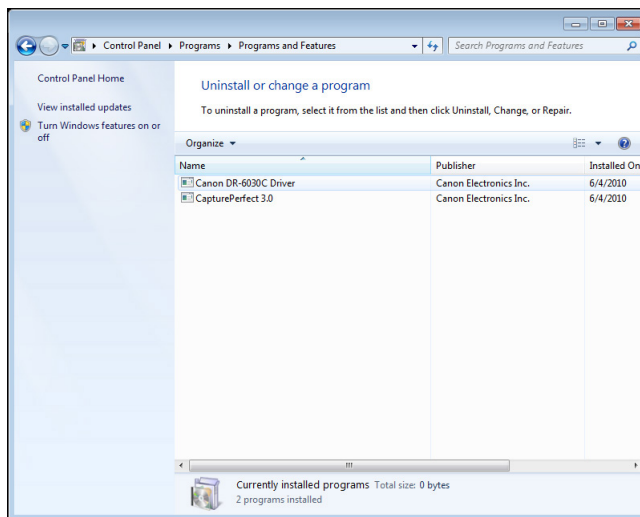 Control Panel ▸ Programs ▸ Programs and Features
Search Programs and Features
Control Panel Home
View installed updates
Turn Windows features on or
off
Uninstall or change a program
To uninstall a program, select it from the list and then click Uninstall, Change, or Repair.
Organize
Name Publisher Installed On
Canon DR-6030C Driver Canon Electronics Inc. 6/4/2010
CapturePerfect 3.0 Canon Electronics Inc. 6/4/2010
Currently installed programs Total size: 0 bytes
2 programs installed